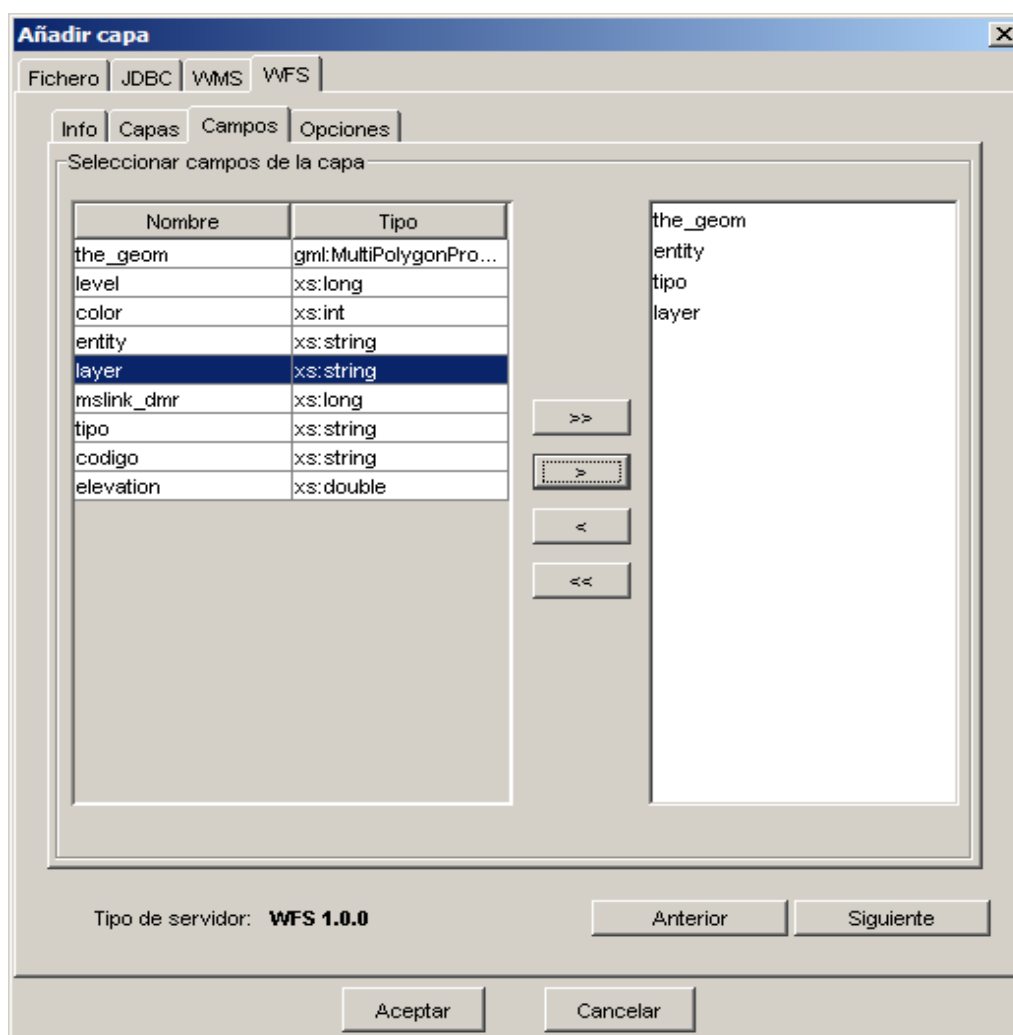 Añadir capa
Fichero JDBC WMS WFS
Info Capas Campos Opciones
Seleccionar campos de la capa
Nombre Tipo
the_geom gml:MultiPolygonPro...
level xs:long
color xs:int
entity xs:string
layer xs:string
mslink_dmr xs:long
tipo xs:string
codigo xs:string
elevation xs:double
>>
>
<
<<
the_geom
entity
tipo
layer
Tipo de servidor: WFS 1.0.0
Anterior Siguiente
Aceptar Cancelar